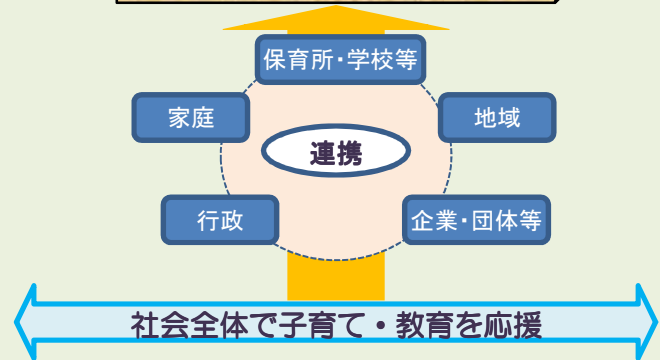 保育所・学校等
家庭
地域
連携
行政
企業・団体等
社会全体で子育て・教育を応援